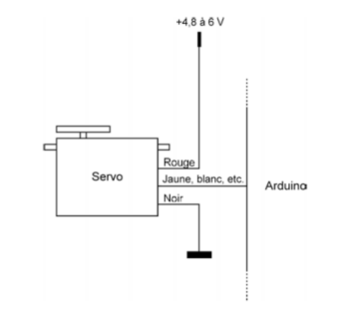 +4,8 à 6 V
Rouge
Servo
Jaune, blanc, etc.
Arduino
Noir